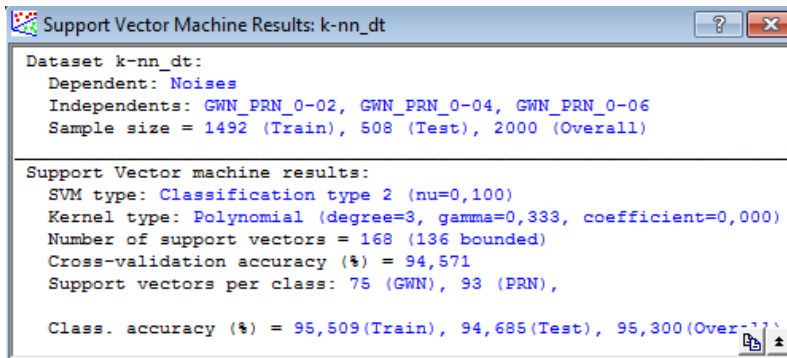 Support Vector Machine Results: k-nn_dt
Dataset k-nn_dt:
Dependent: Noises
Independents: GWN_PRN_0-02, GWN_PRN_0-04, GWN_PRN_0-06
Sample size = 1492 (Train), 508 (Test), 2000 (Overall)
Support Vector machine results:
SVM type: Classification type 2 (nu=0,100)
Kernel type: Polynomial (degree=3, gamma=0,333, coefficient=0,000)
Number of support vectors = 168 (136 bounded)
Cross-validation accuracy (%) = 94,571
Support vectors per class: 75 (GWN), 93 (PRN),
Class. accuracy (%) = 95,509(Train), 94,685(Test), 95,300(Overall)